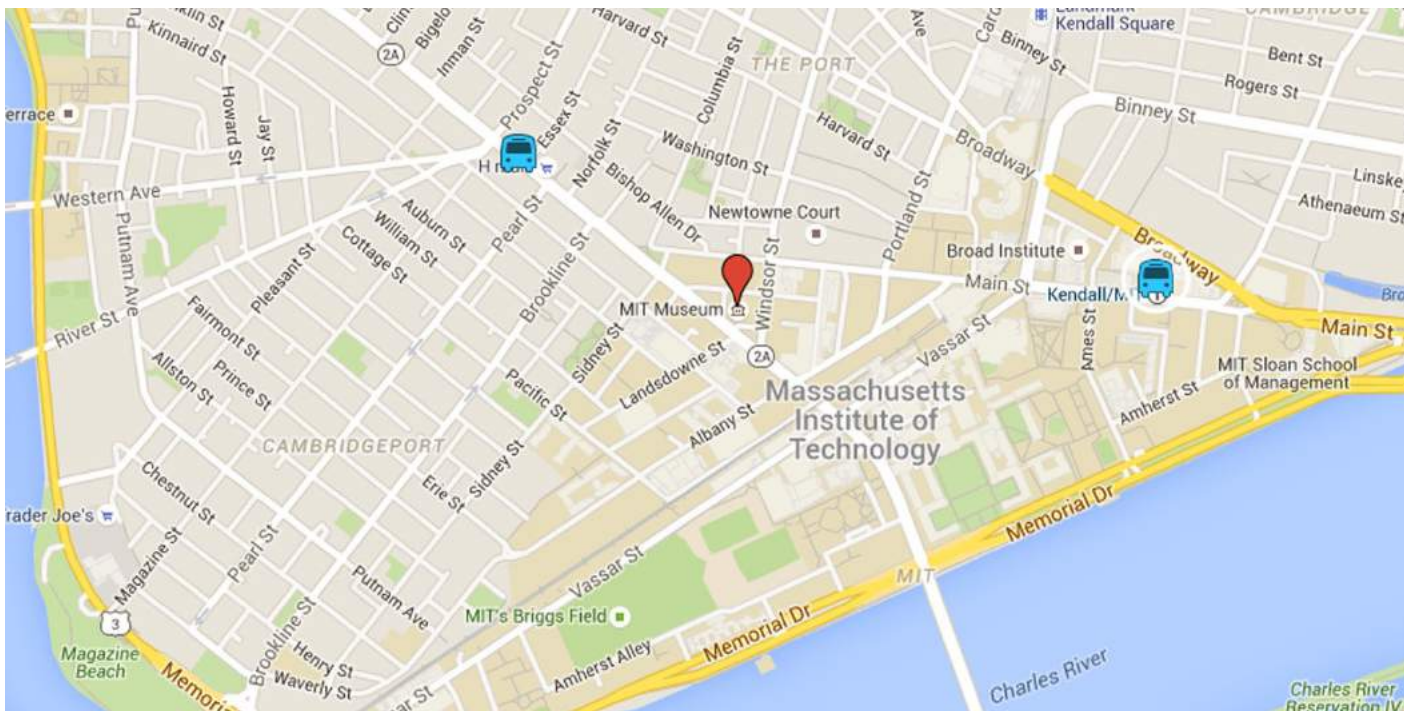 Landmark
Kendall Square
CAMBRIDGE
Kinnaird St
2A
Bigelo
Inman St
Harvard St
Columbia St
Ave
Binney St
Bent St
Rogers St
THE PORT
Binney St
errace
Howard St
Jay St
Prospect St
Essex St
Norfolk St
Harvard St
Broadway
Washington St
Bishop Allen Dr
Portland St
Linske
Athenaeum St
Western Ave
Putnam Ave
Auburn St
William St
Cottage St
Pearl St
Brookline St
Newtowne Court
Windsor St
Broad Institute
Broadway
Pleasant St
MIT Museum
Main St
Kendall/M
Main St
River St
Fairmont St
Prince St
Allston St
Sidney St
Landsdowne St
2A
Vassar St
Ames St
MIT Sloan School
of Management
Amherst St
Pacific St
Albany St
Massachusetts
Institute of
Technology
CAMBRIDGEPORT
Chestnut St
Erie St
Sidney St
rader Joe's
Magazine St
Pearl St
Putnam Ave
Vassar St
Memorial Dr
MIT
MIT's Briggs Field
3
Magazine
Beach
Brookline St
Henry St
Waverly St
Amherst Alley
Memorial Dr
Memoria
sar St
Charles River
Charles River
Reservation IV